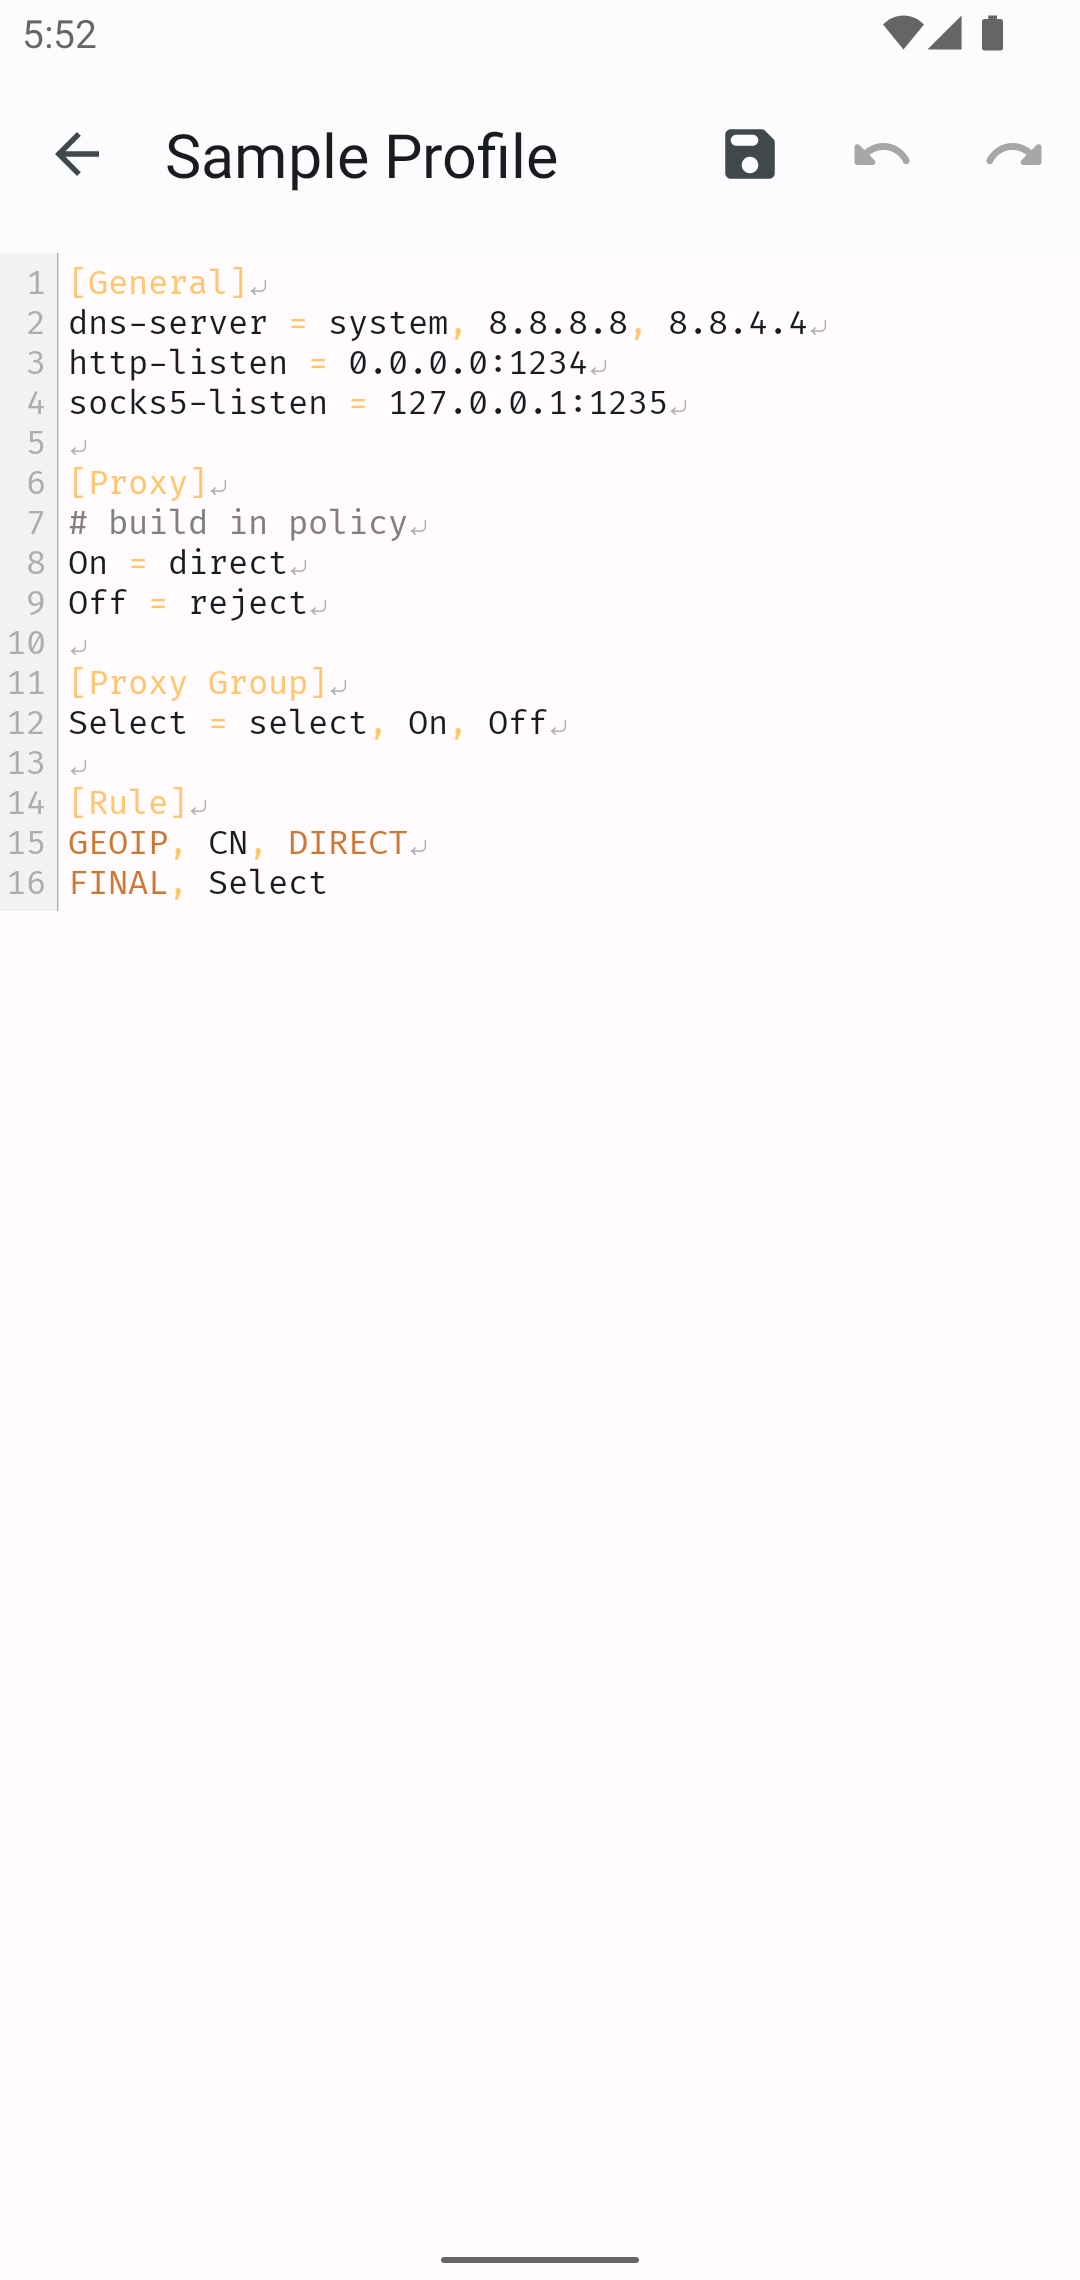 5:52
Sample Profile
1 [General]↵
2 dns-server = system, 8.8.8.8, 8.8.4.4↵
3 http-listen = 0.0.0.0:1234↵
4 socks5-listen = 127.0.0.1:1235↵
5 ↵
6 [Proxy]↵
7 # build in policy↵
8 On = direct↵
9 Off = reject↵
10 ↵
11 [Proxy Group]↵
12 Select = select, On, Off↵
13 ↵
14 [Rule]↵
15 GEOIP, CN, DIRECT↵
16 FINAL, Select